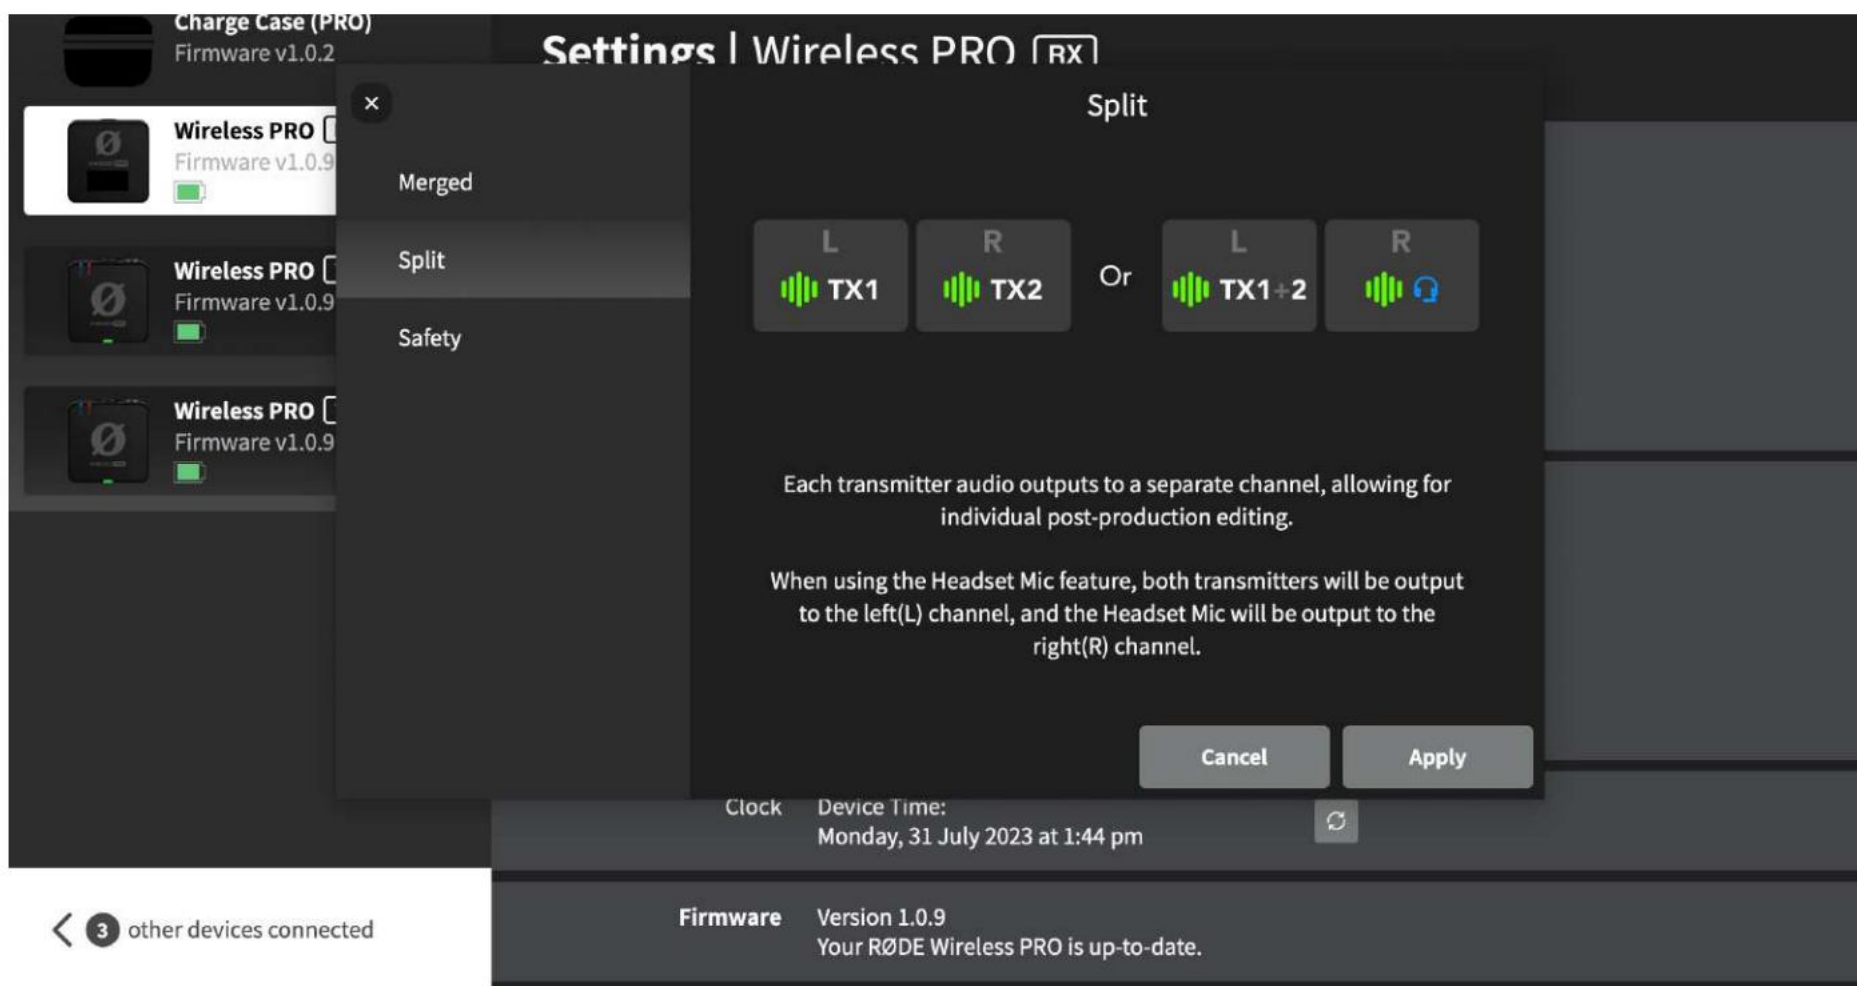 Charge Case (PRO)
Firmware v1.0.2
Wireless PRO
Firmware v1.0.9
Wireless PRO
Firmware v1.0.9
Wireless PRO
Firmware v1.0.9
3 other devices connected
Settings | Wireless PRO RX
Merged
Split
Safety
Split
L R L R
TX1 TX2 Or TX1+2
Each transmitter audio outputs to a separate channel, allowing for
individual post-production editing.
When using the Headset Mic feature, both transmitters will be output
to the left(L) channel, and the Headset Mic will be output to the
right(R) channel.
Cancel Apply
Clock Device Time:
Monday, 31 July 2023 at 1:44 pm
Firmware Version 1.0.9
Your RØDE Wireless PRO is up-to-date.